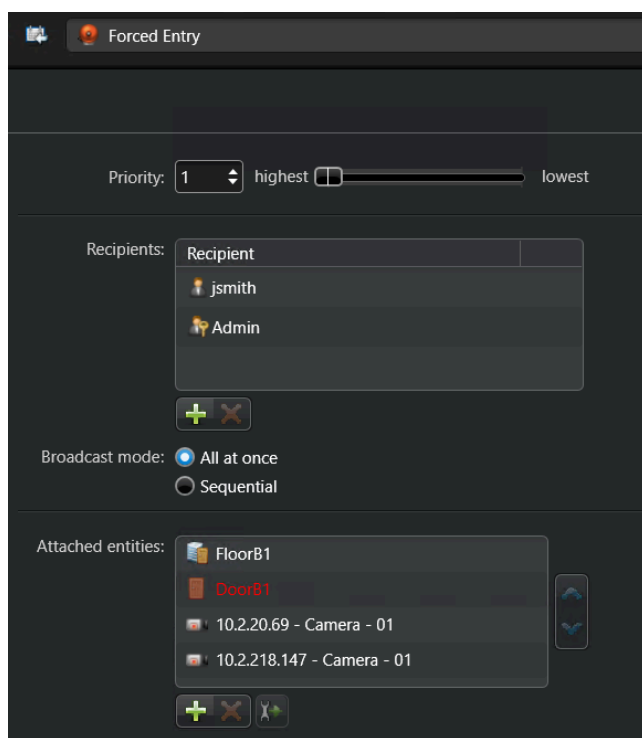 Forced Entry
Priority: 1 highest lowest
Recipients: Recipient
jsmith
Admin
Broadcast mode: All at once
Sequential
Attached entities: FloorB1
DoorB1
10.2.20.69 - Camera - 01
10.2.218.147 - Camera - 01